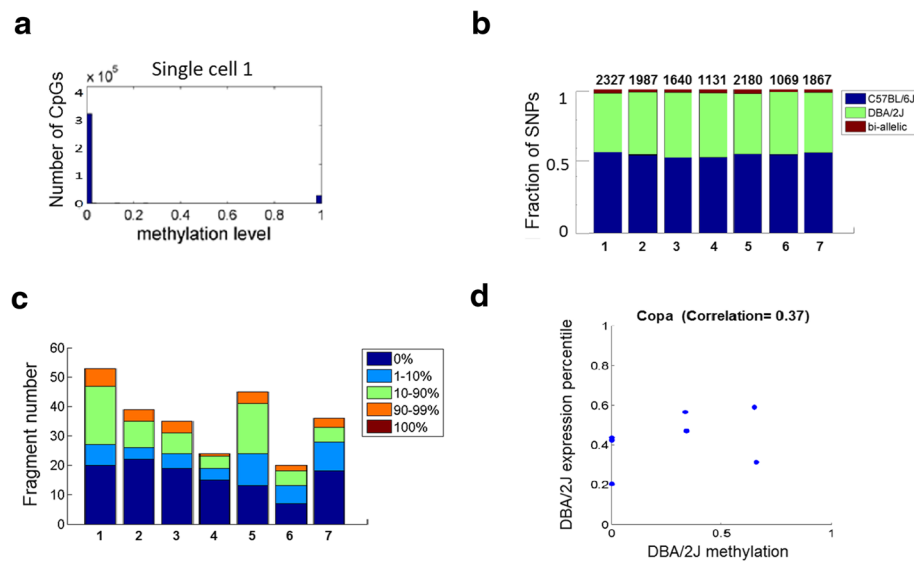 a
Single cell 1
× 10⁵
Number of CpGs
4
3
2
1
0
0 0.2 0.4 0.6 0.8 1
methylation level
b
2327 1987 1640 1131 2180 1069 1867
Fraction of SNPs
1
0.5
0
1 2 3 4 5 6 7
C57BL/6J
DBA/2J
bi-allelic
c
Fragment number
60
50
40
30
20
10
0
1 2 3 4 5 6 7
0%
1-10%
10-90%
90-99%
100%
d
Copa (Correlation= 0.37)
DBA/2J expression percentile
1
0.8
0.6
0.4
0.2
0
0 0.5 1
DBA/2J methylation